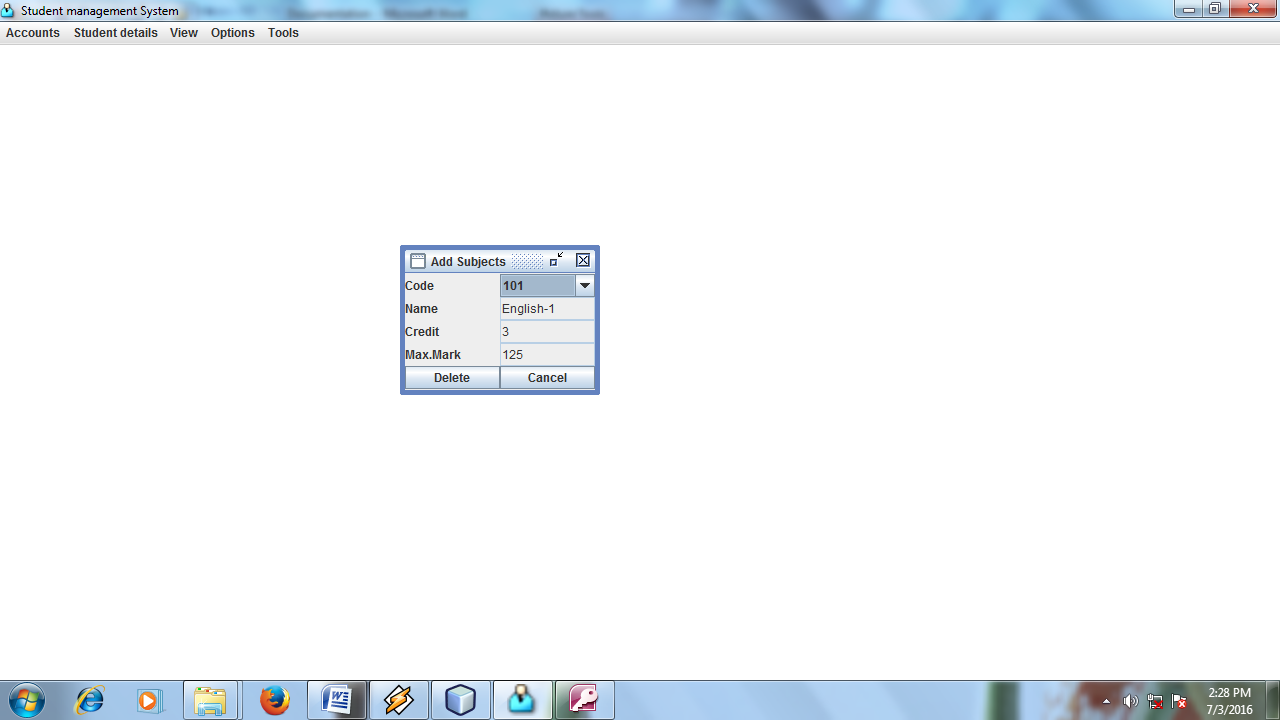 Student management System
Accounts Student details View Options Tools
Add Subjects
Code 101
Name English-1
Credit 3
Max.Mark 125
Delete Cancel
2:28 PM
7/3/2016